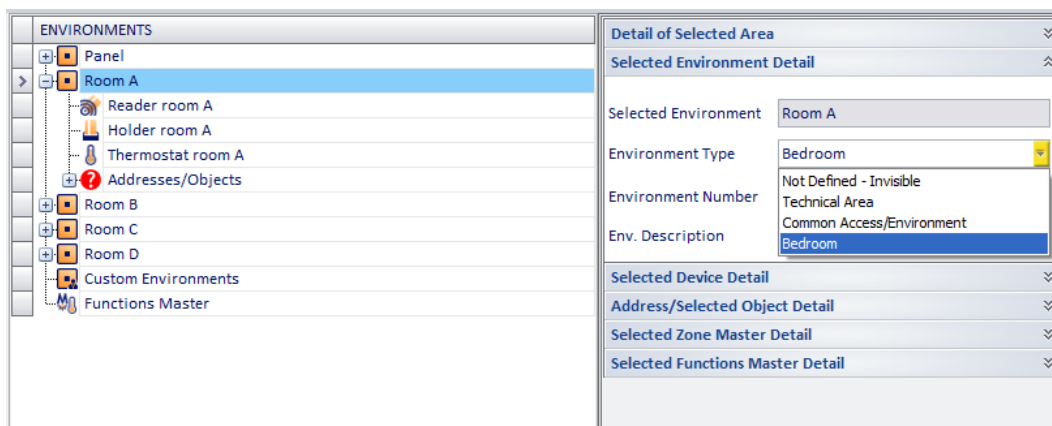 ENVIRONMENTS
Panel
Room A
Reader room A
Holder room A
Thermostat room A
Addresses/Objects
Room B
Room C
Room D
Custom Environments
Functions Master
Detail of Selected Area
Selected Environment Detail
Selected Environment Room A
Environment Type Bedroom
Not Defined - Invisible
Technical Area
Environment Number
Common Access/Environment
Env. Description
Bedroom
Selected Device Detail
Address/Selected Object Detail
Selected Zone Master Detail
Selected Functions Master Detail